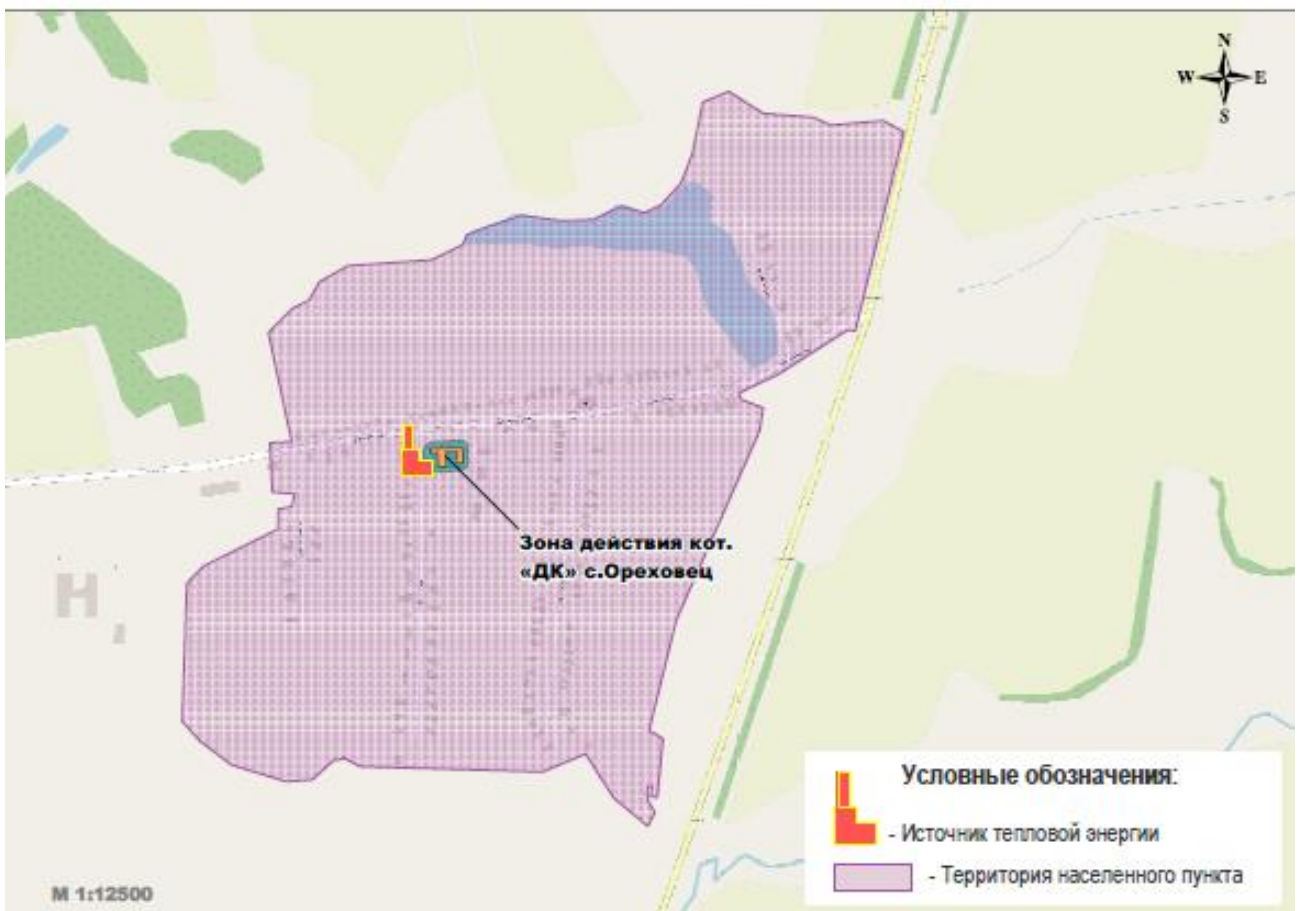 N
W E
S
Зона действия кот.
«ДК» с.Ореховец
Н
Условные обозначения:
- Источник тепловой энергии
- Территория населенного пункта
М 1:12500